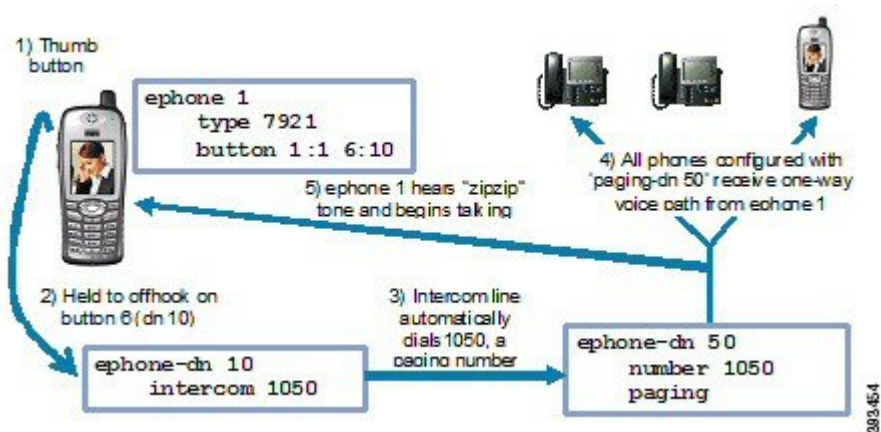 1) Thumb
button
ephone 1
type 7921
button 1:1 6:10
4) All phones configured with
"paging-dn 50" receive one-way
voice path from ephone 1
5) ephone 1 hears "zipzip"
tone and begins talking
2) Held to offhook on
button 6 (dn 10)
3) Intercom line
automatically
dials 1050, a
paging number
ephone-dn 10
intercom 1050
ephone-dn 50
number 1050
paging
393454